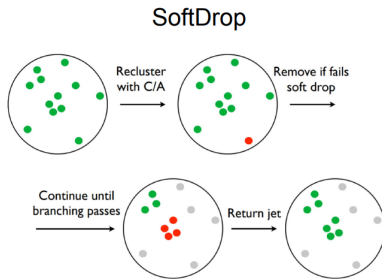 SoftDrop
Recluster
with C/A
Remove if fails
soft drop
Continue until
branching passes
Return jet